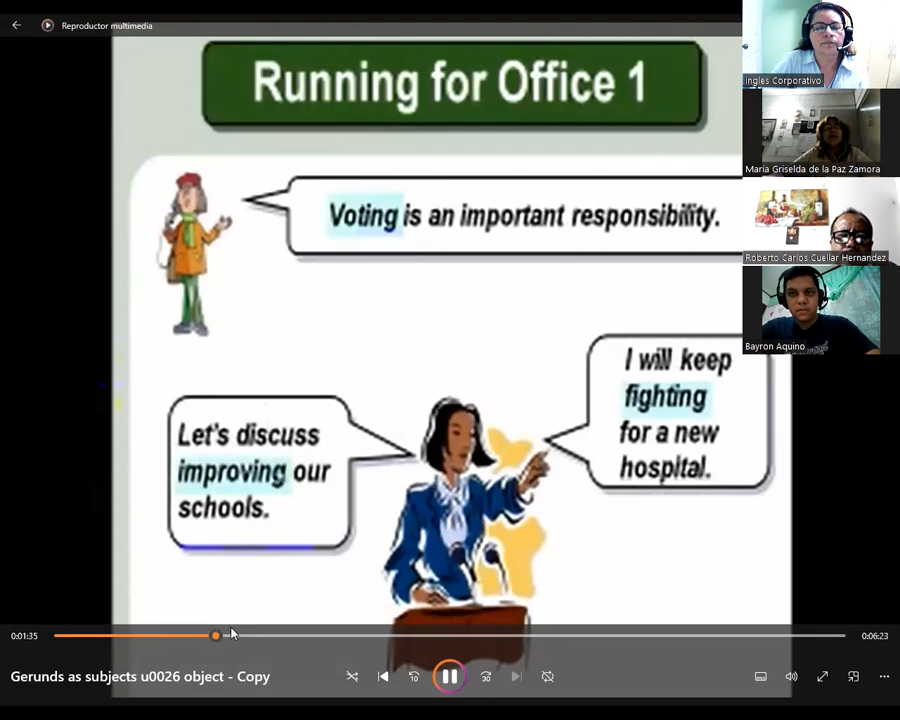 Reproductor multimedia
Running for Office 1
Voting is an important responsibility.
I will keep
fighting
for a new
hospital.
Let's discuss
improving our
schools.
Ingles Corporativo
Maria Griselda de la Paz Zamora
Roberto Carlos Cuellar Hernandez
Bayron Aquino
0:01:35
0:06:23
Gerunds as subjects u0026 object - Copy
10
30